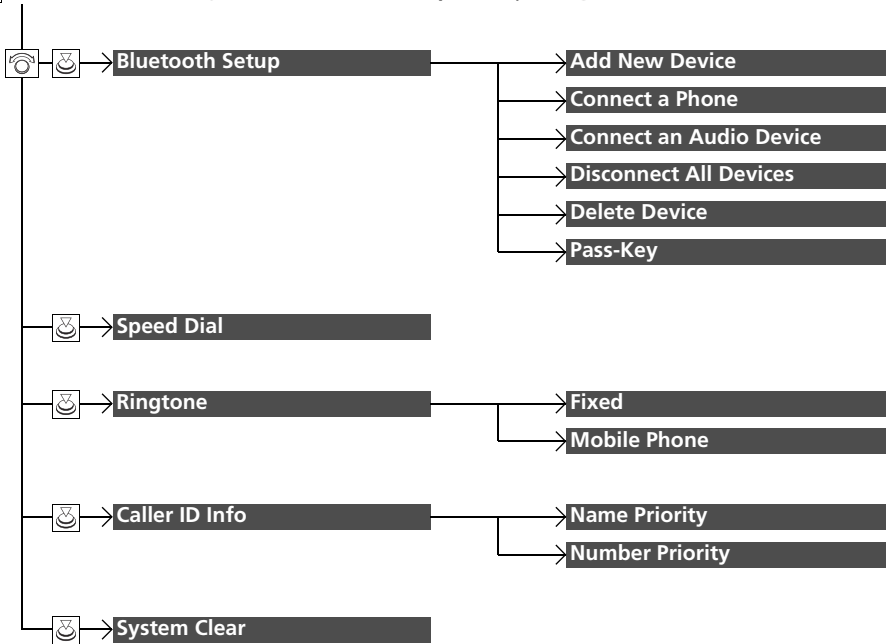 Bluetooth Setup
Add New Device
Connect a Phone
Connect an Audio Device
Disconnect All Devices
Delete Device
Pass-Key
Speed Dial
Ringtone
Fixed
Mobile Phone
Caller ID Info
Name Priority
Number Priority
System Clear